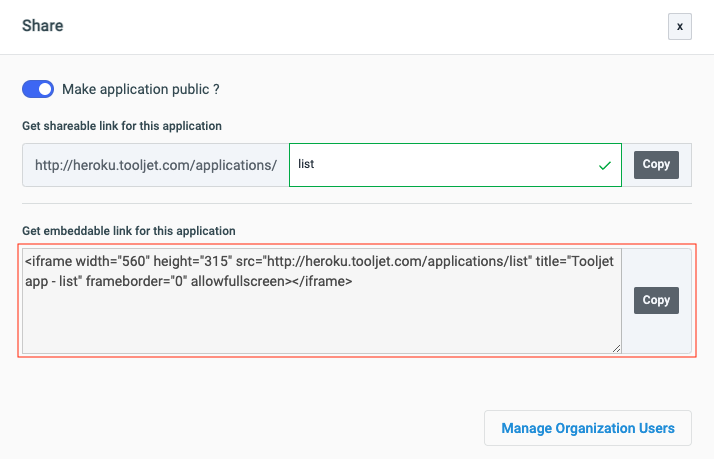 Share
x
Make application public ?
Get shareable link for this application
http://heroku.tooljet.com/applications/ list Copy
Get embeddable link for this application
<iframe width="560" height="315" src="http://heroku.tooljet.com/applications/list" title="Tooljet
app - list" frameborder="0" allowfullscreen></iframe>
Copy
Manage Organization Users